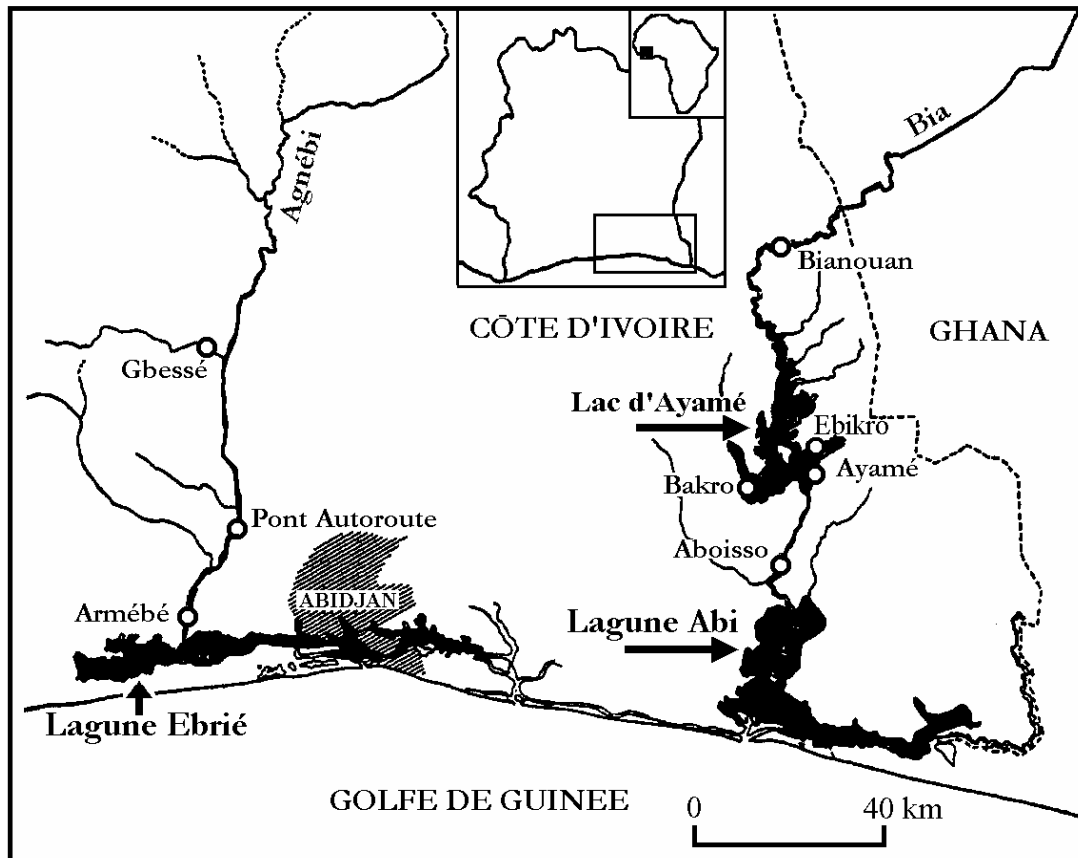 Agnébi
Bia
Bianouan
CÔTE D'IVOIRE
GHANA
Gbessé
Lac d'Ayamé
Ebikro
Ayamé
Bakro
Pont Autoroute
Aboisso
ABIDJAN
Armébé
Lagune Abi
Lagune Ebrié
GOLFE DE GUINEE
0 40 km